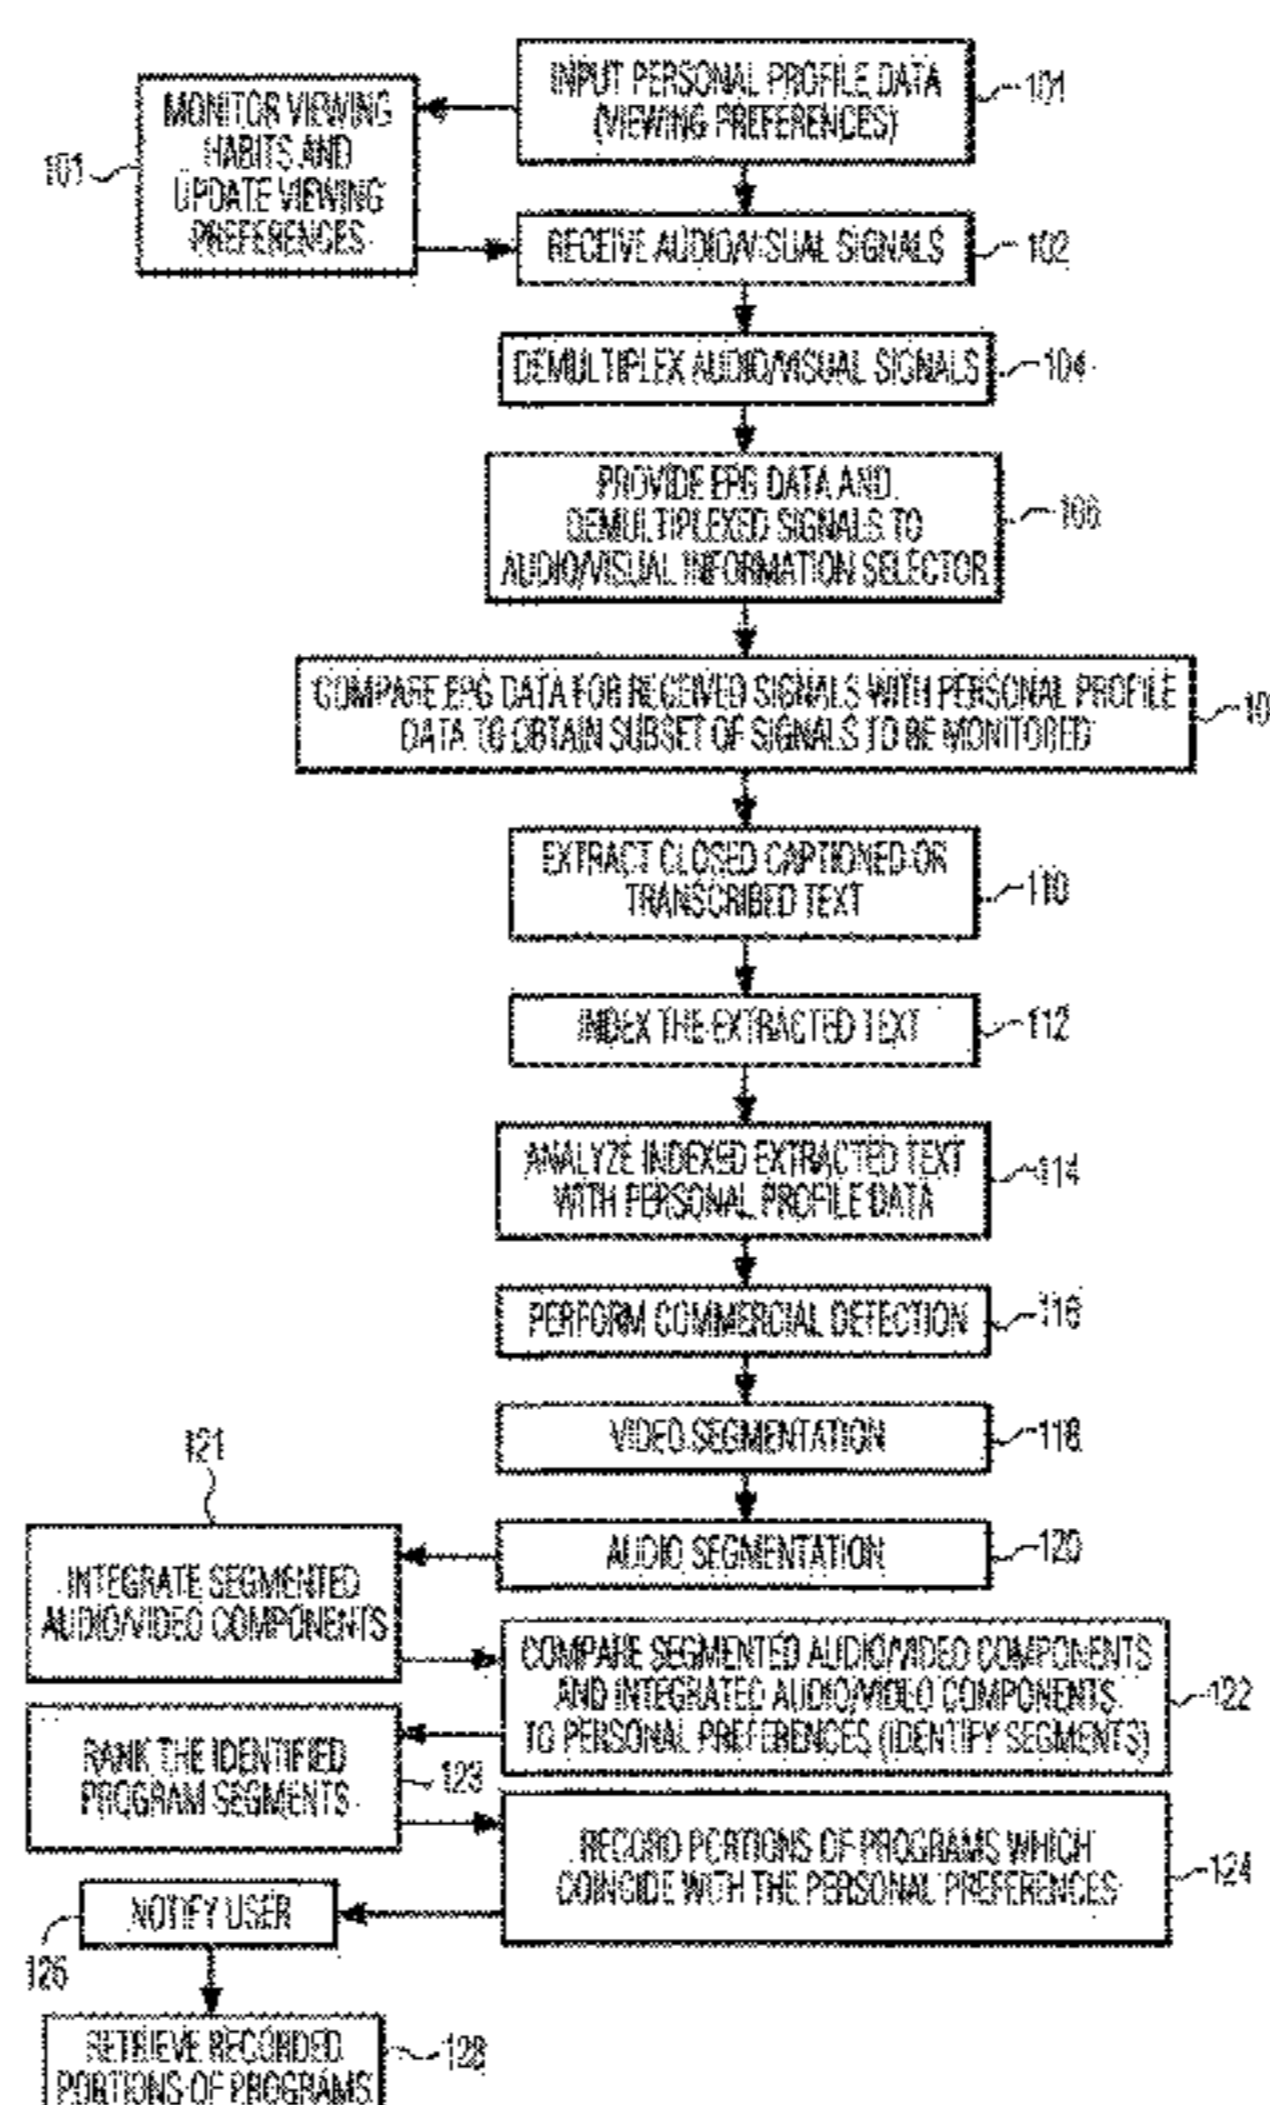 INPUT PERSONAL PROFILE DATA
(VIEWING PREFERENCES)
101
MONITOR VIEWING
HABITS AND
UPDATE VIEWING
PREFERENCES
101
RECEIVE AUDIO/VISUAL SIGNALS
102
DEMULTIPLEX AUDIO/VISUAL SIGNALS
104
PROVIDE EPG DATA AND
DEMULTIPLEXED SIGNALS TO
AUDIO/VISUAL INFORMATION SELECTOR
106
COMPARE EPG DATA FOR RECEIVED SIGNALS WITH PERSONAL PROFILE
DATA TO OBTAIN SUBSET OF SIGNALS TO BE MONITORED
10
EXTRACT CLOSED CAPTIONED OR
TRANSCRIBED TEXT
110
INDEX THE EXTRACTED TEXT
112
ANALYZE INDEXED EXTRACTED TEXT
WITH PERSONAL PROFILE DATA
114
PERFORM COMMERCIAL DETECTION
116
VIDEO SEGMENTATION
118
AUDIO SEGMENTATION
120
121
INTEGRATE SEGMENTED
AUDIO/VIDEO COMPONENTS
COMPARE SEGMENTED AUDIO/VIDEO COMPONENTS
AND INTEGRATED AUDIO/VIDEO COMPONENTS
TO PERSONAL PREFERENCES (IDENTIFY SEGMENTS)
122
RANK THE IDENTIFIED
PROGRAM SEGMENTS
123
RECORD PORTIONS OF PROGRAMS WHICH
COINCIDE WITH THE PERSONAL PREFERENCES
124
NOTIFY USER
126
RETRIEVE RECORDED
PORTIONS OF PROGRAMS
128